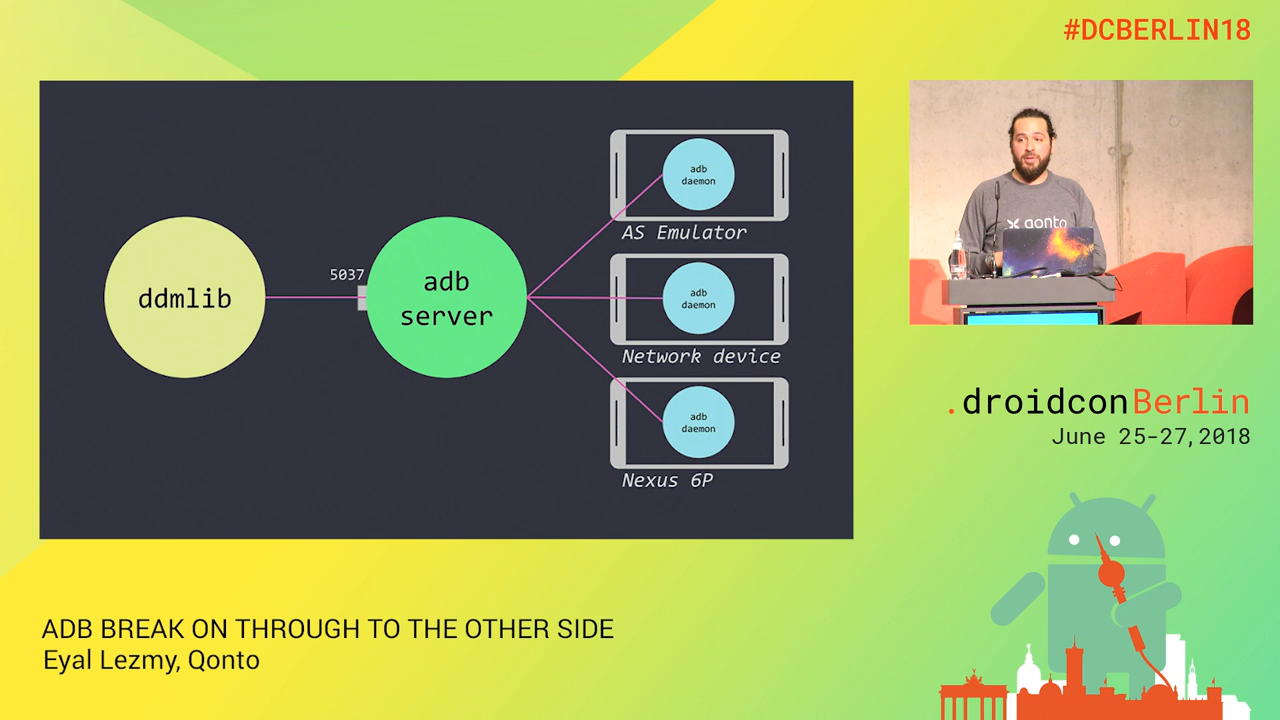 #DCBERLIN18
ddmlib
5037
adb
server
adb
daemon
AS Emulator
adb
daemon
Network device
adb
daemon
Nexus 6P
qonto
.droidconBerlin
June 25-27, 2018
ADB BREAK ON THROUGH TO THE OTHER SIDE
Eyal Lezmy, Qonto